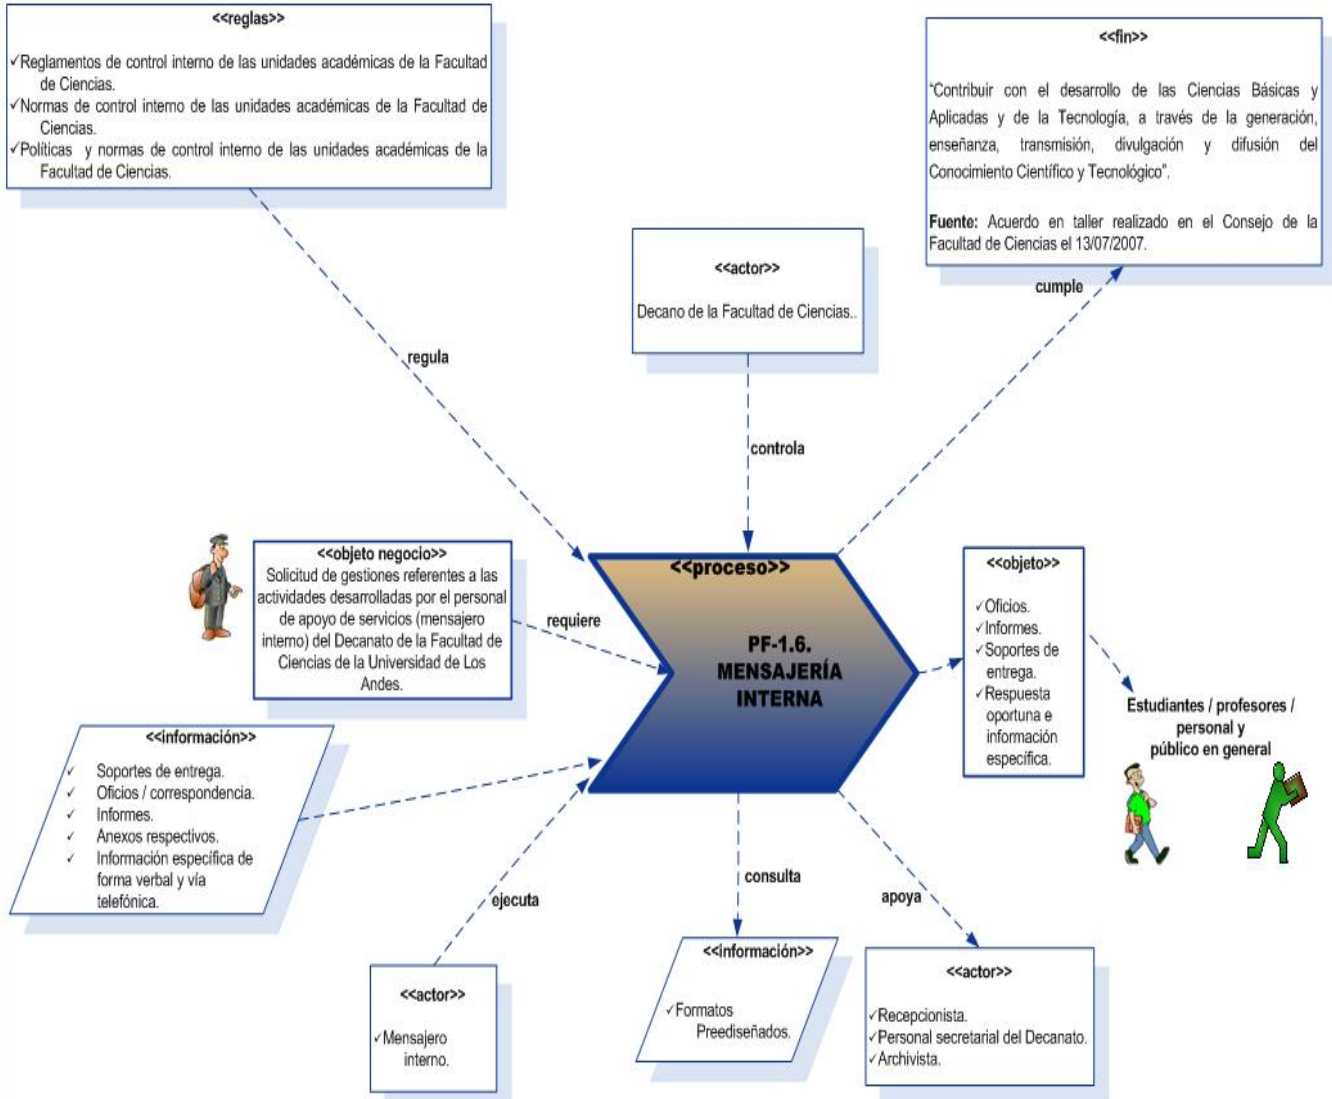 <<reglas>>
✓Reglamentos de control interno de las unidades académicas de la Facultad
de Ciencias.
✓Normas de control interno de las unidades académicas de la Facultad de
Ciencias.
✓Políticas y normas de control interno de las unidades académicas de la
Facultad de Ciencias.
<<fin>>
"Contribuir con el desarrollo de las Ciencias Básicas y
Aplicadas y de la Tecnología, a través de la generación,
enseñanza, transmisión, divulgación y difusión del
Conocimiento Científico y Tecnológico".
Fuente: Acuerdo en taller realizado en el Consejo de la
Facultad de Ciencias el 13/07/2007.
<<actor>>
Decano de la Facultad de Ciencias..
cumple
regula
controla
<<objeto negocio>>
Solicitud de gestiones referentes a las
actividades desarrolladas por el personal
de apoyo de servicios (mensajero
interno) del Decanato de la Facultad de
Ciencias de la Universidad de Los
Andes.
requiere
<<proceso>>
PF-1.6.
MENSAJERÍA
INTERNA
<<objeto>>
✓Oficios.
✓Informes.
✓Soportes de
entrega.
✓Respuesta
oportuna e
información
específica.
Estudiantes / profesores /
personal y
público en general
<<información>>
✓ Soportes de entrega.
✓ Oficios / correspondencia.
✓ Informes.
✓ Anexos respectivos.
✓ Información específica de
forma verbal y vía
telefónica.
ejecuta
consulta
apoya
<<actor>>
✓Mensajero
interno.
<<información>>
✓Formatos
Preediseñados.
<<actor>>
✓Recepcionista.
✓Personal secretarial del Decanato.
✓Archivista.